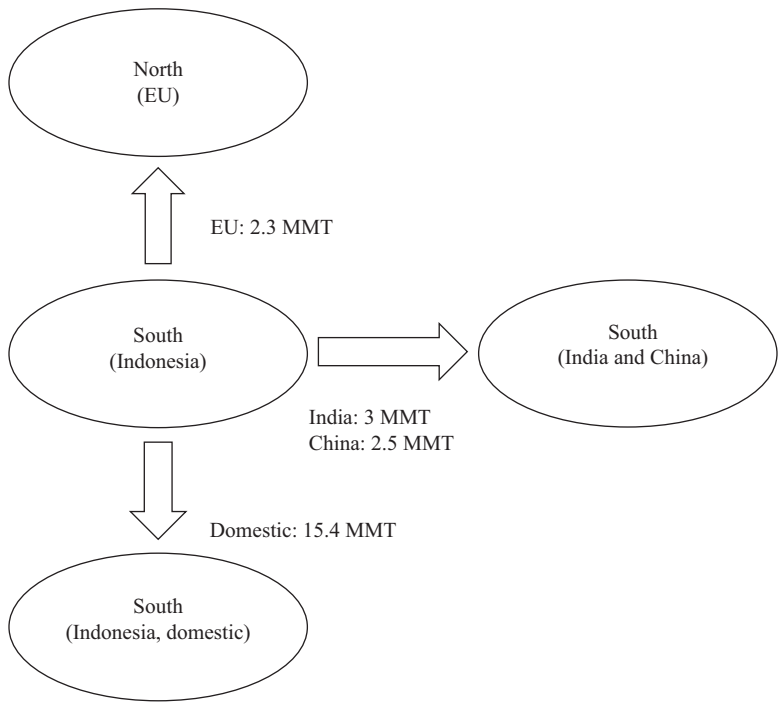 North
(EU)
EU: 2.3 MMT
South
(Indonesia)
South
(India and China)
India: 3 MMT
China: 2.5 MMT
Domestic: 15.4 MMT
South
(Indonesia, domestic)